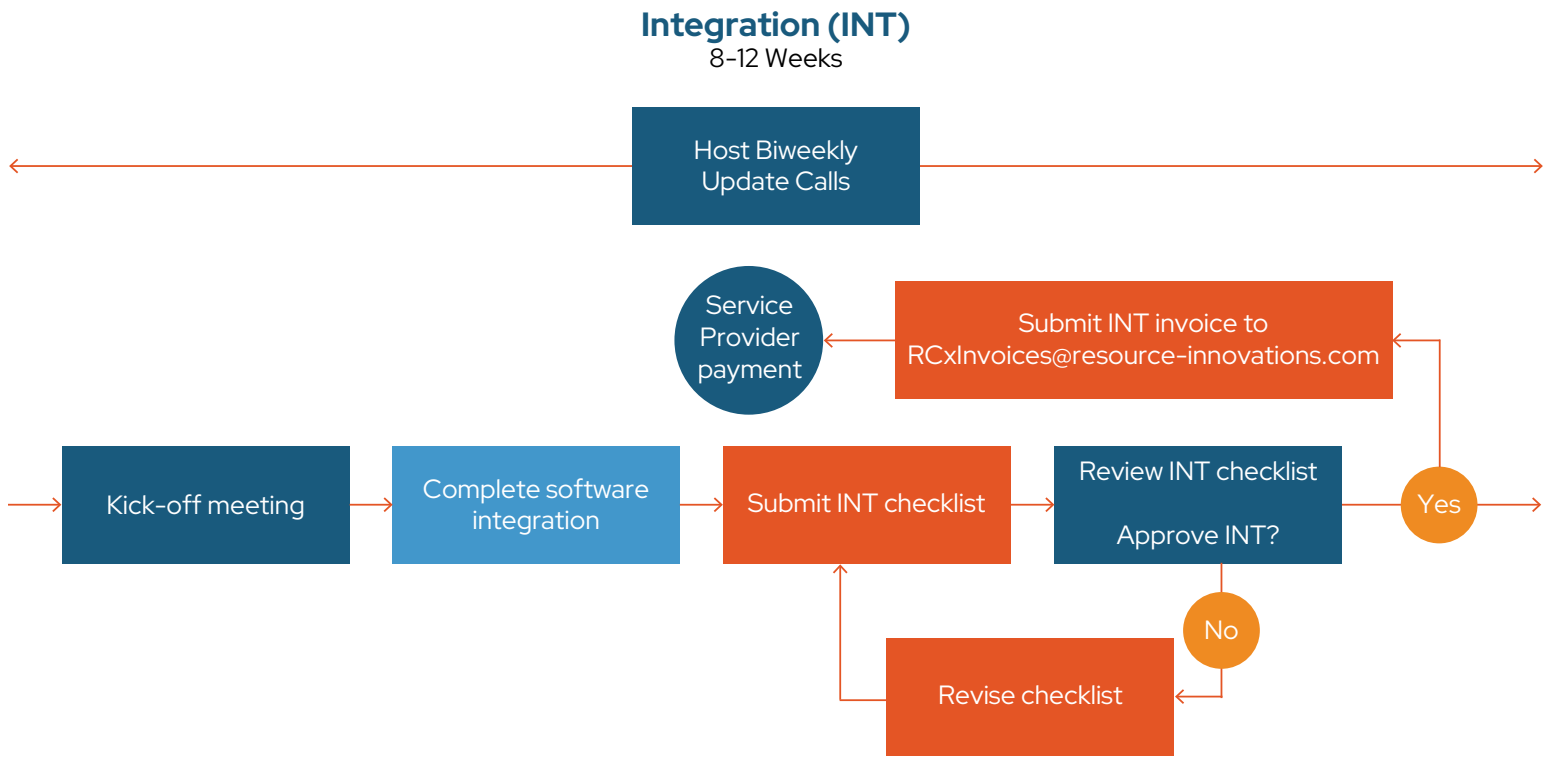 Integration (INT)
8-12 Weeks
Host Biweekly
Update Calls
Service
Provider
payment
Submit INT invoice to
RCxInvoices@resource-innovations.com
Kick-off meeting
Complete software
integration
Submit INT checklist
Review INT checklist
Approve INT?
Yes
No
Revise checklist